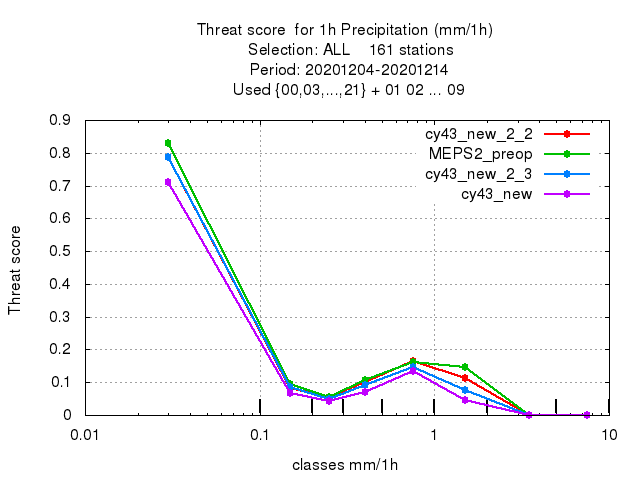 Threat score  for 1h Precipitation (mm/1h)
Selection: ALL    161 stations
Period: 20201204-20201214
Used {00,03,...,21} + 01 02 ... 09
cy43_new_2_2
MEPS2_preop
cy43_new_2_3
cy43_new
Threat score
0.9
0.8
0.7
0.6
0.5
0.4
0.3
0.2
0.1
0
0.01
0.1
1
10
classes mm/1h